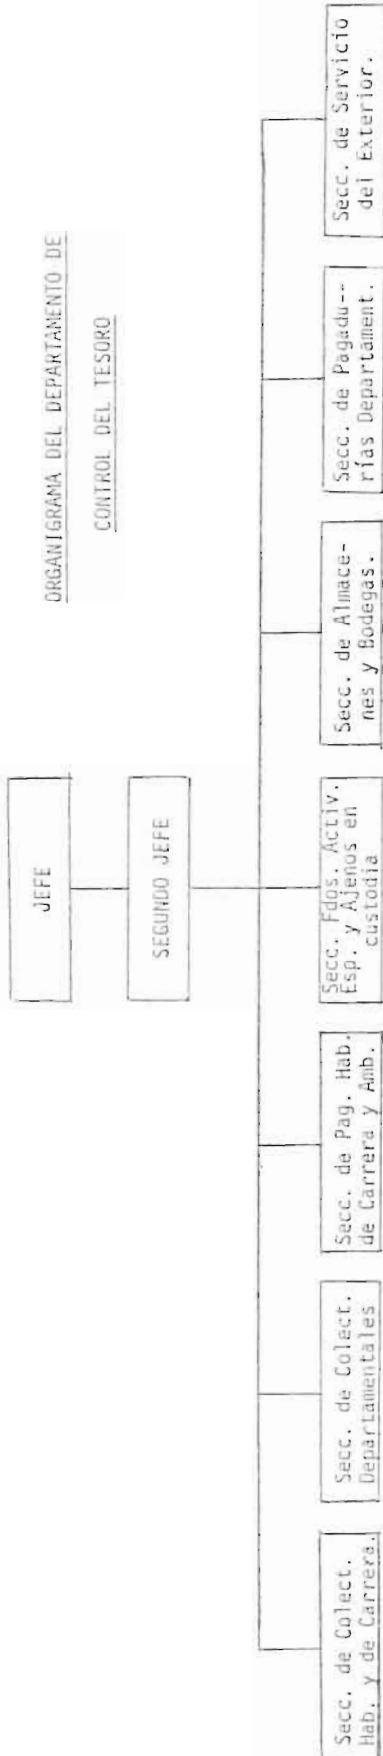 ORGANIGRAMA DEL DEPARTAMENTO DE
CONTROL DEL TESORO
JEFE
SEGUNDO JEFE
Secc. de Colect.
Hab. y de Carrera.
Secc. de Colect.
Departamentales
Secc. de Pag. Hab.
de Carrera y Amb.
Secc. Fdos. Activ.
Esp. y Ajenos en
custodia
Secc. de Almace-
nes y Bodegas.
Secc. de Pagadu--
rías Departament.
Secc. de Servicio
del Exterior.